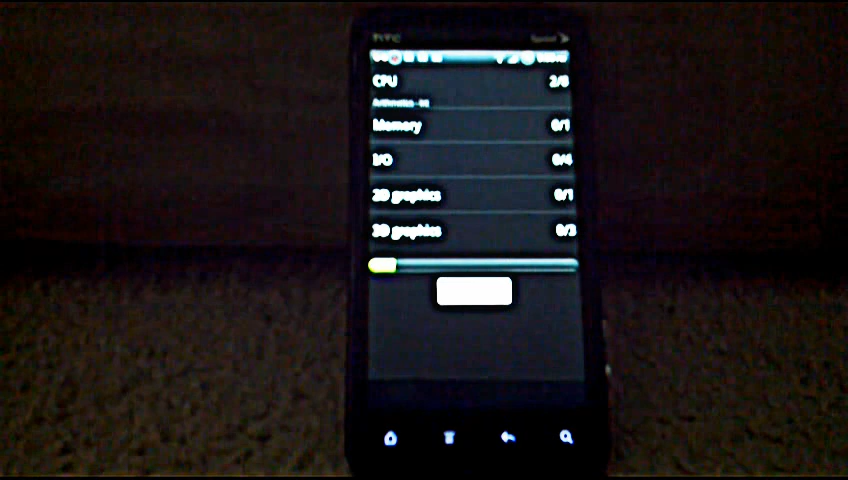 HTC Sprint
CPU 2/8
Memory 0/1
I/O 0/4
2D graphics 0/1
3D graphics 0/3